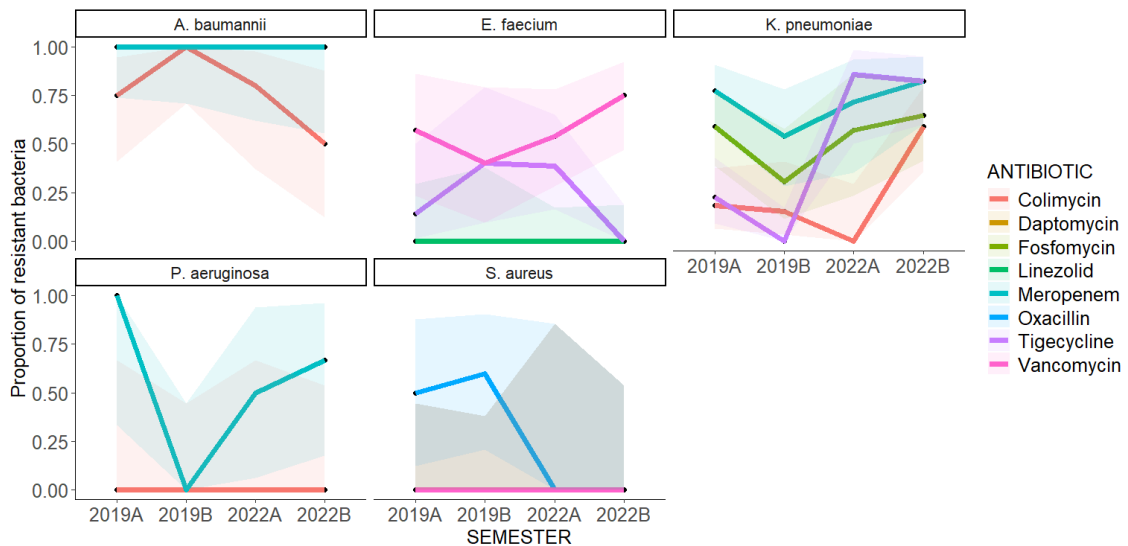 A. baumannii
E. faecium
K. pneumoniae
1.00
0.75
0.50
0.25
0.00
2019A 2019B 2022A 2022B
P. aeruginosa
S. aureus
1.00
0.75
0.50
0.25
0.00
2019A 2019B 2022A 2022B
2019A 2019B 2022A 2022B
SEMESTER
Proportion of resistant bacteria
ANTIBIOTIC
Colimycin
Daptomycin
Fosfomycin
Linezolid
Meropenem
Oxacillin
Tigecycline
Vancomycin